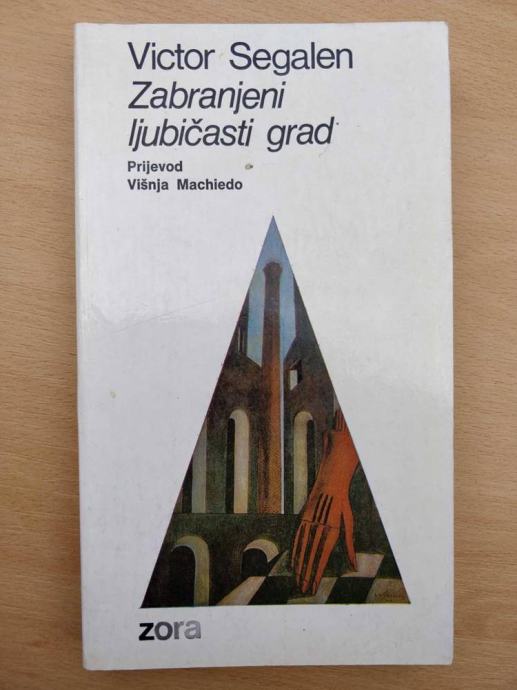 Victor Segalen
Zabranjeni
ljubičasti grad
Prijevod
Višnja Machiedo
zora